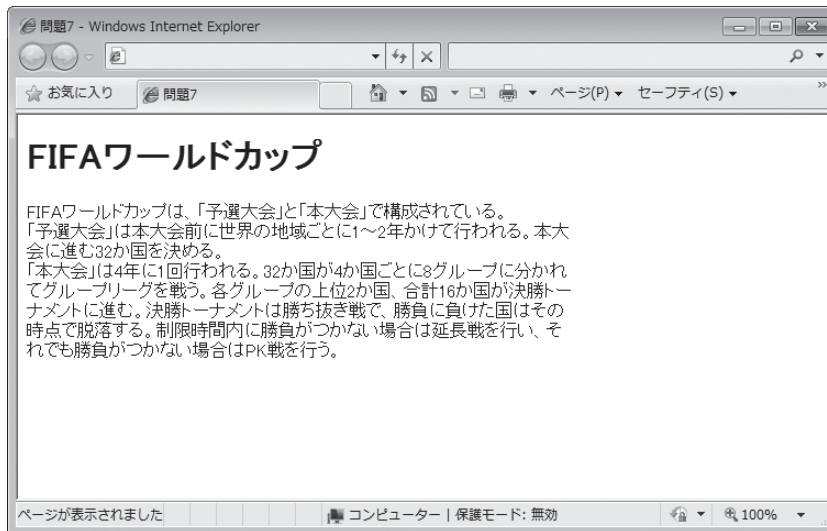 問題7 - Windows Internet Explorer
お気に入り 問題7 ページ(P) セーフティ(S) »
FIFAワールドカップ
FIFAワールドカップは、「予選大会」と「本大会」で構成されている。
「予選大会」は本大会前に世界の地域ごとに1～2年かけて行われる。本大
会に進む32か国を決める。
「本大会」は4年に1回行われる。32か国が4か国ごとに8グループに分かれ
てグループリーグを戦う。各グループの上位2か国、合計16か国が決勝トー
ナメントに進む。決勝トーナメントは勝ち抜き戦で、勝負に負けた国はその
時点で脱落する。制限時間内に勝負がつかない場合は延長戦を行い、そ
れでも勝負がつかない場合はPK戦を行う。
ページが表示されました コンピューター | 保護モード: 無効 100%